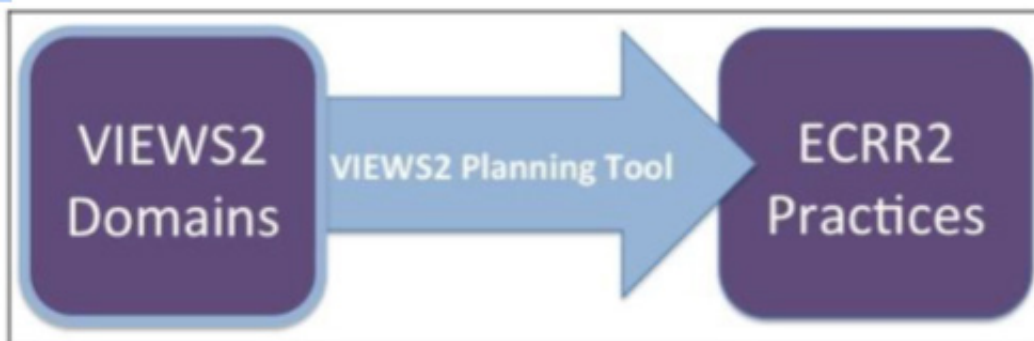 VIEWS2
Domains
VIEWS2 Planning Tool
ECRR2
Practices